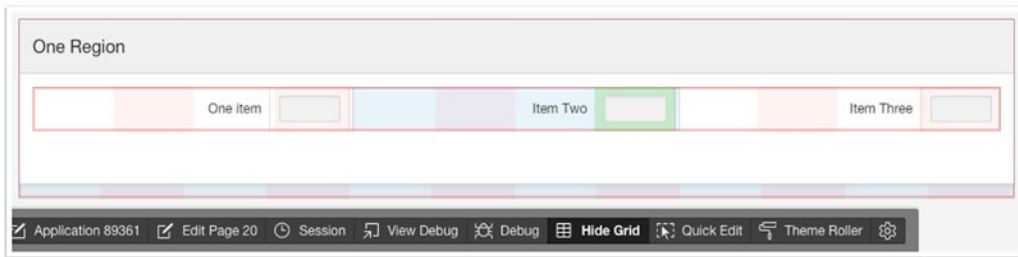 One Region
One item Item Two Item Three
Application 89361 Edit Page 20 Session View Debug Debug Hide Grid Quick Edit Theme Roller